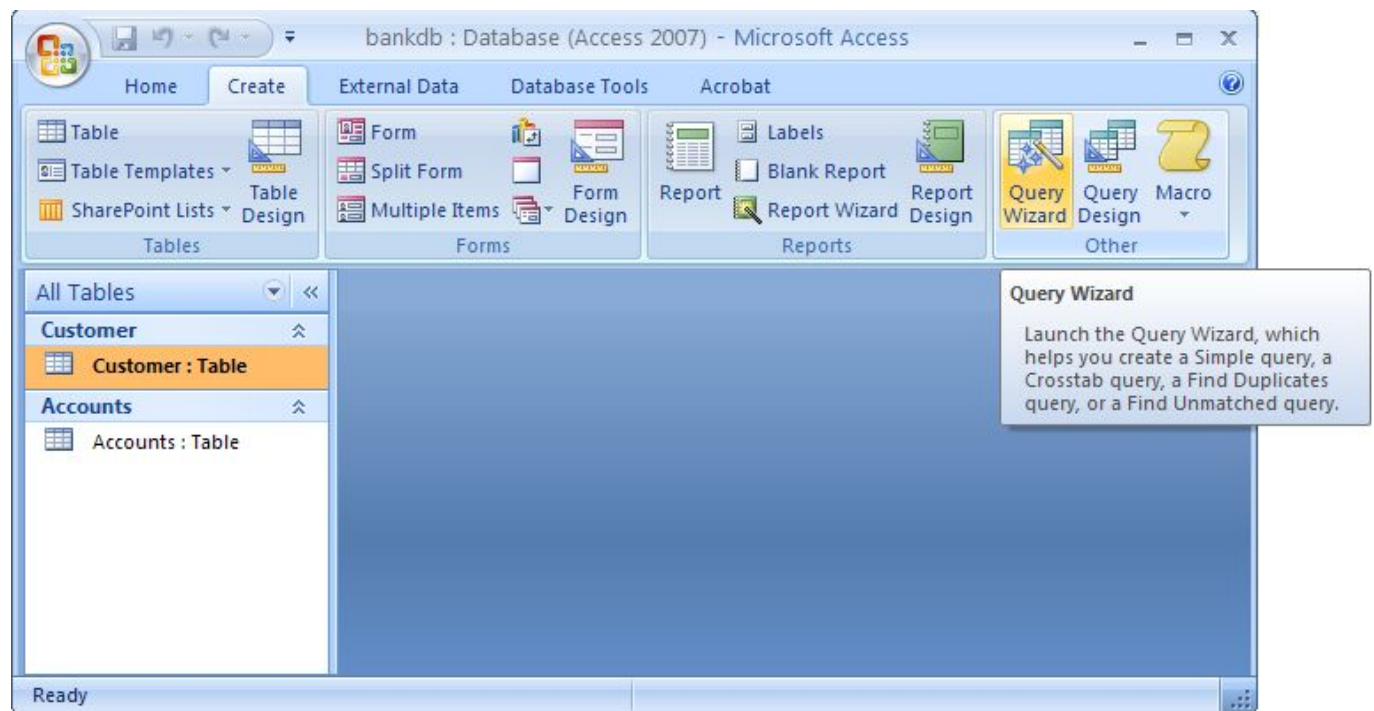 bankdb : Database (Access 2007) - Microsoft Access
Home Create External Data Database Tools Acrobat
Table
Table Templates
SharePoint Lists
Table
Design
Tables
Form
Split Form
Multiple Items
Form
Design
Forms
Report
Labels
Blank Report
Report Wizard
Report
Design
Reports
Query
Wizard
Query
Design
Macro
Other
All Tables
Customer
Customer : Table
Accounts
Accounts : Table
Query Wizard
Launch the Query Wizard, which
helps you create a Simple query, a
Crosstab query, a Find Duplicates
query, or a Find Unmatched query.
Ready